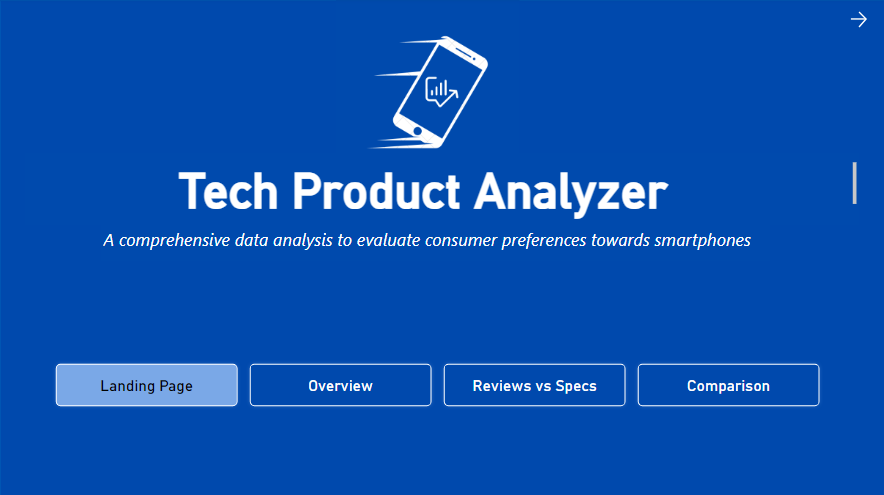 Tech Product Analyzer
A comprehensive data analysis to evaluate consumer preferences towards smartphones
Landing Page
Overview
Reviews vs Specs
Comparison